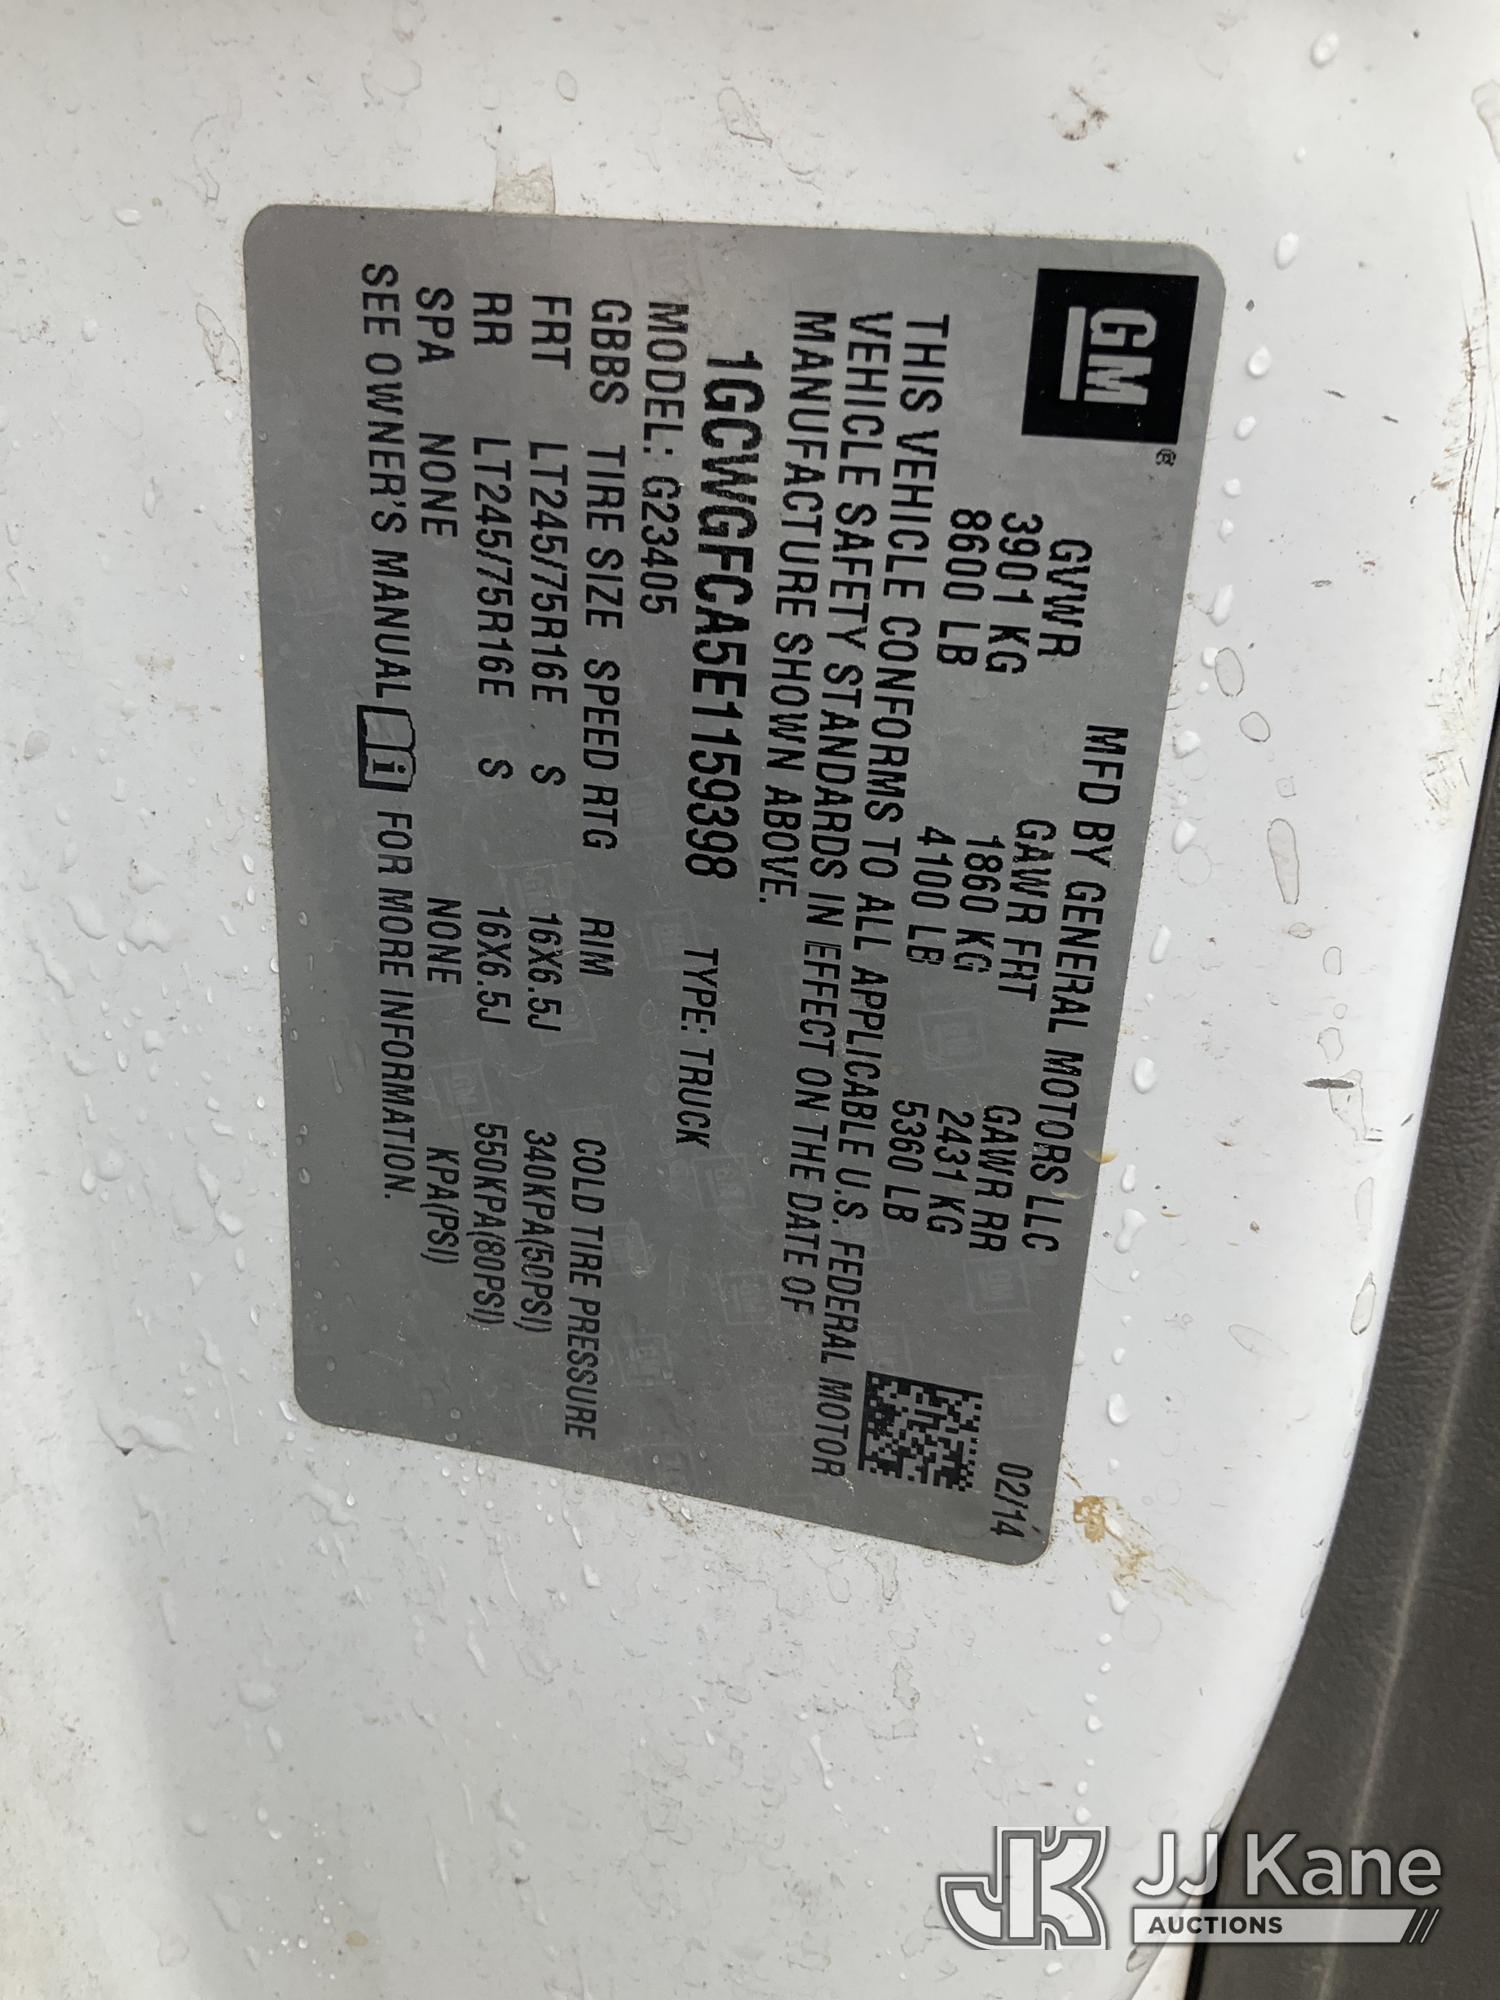 GM®
MFD BY GENERAL MOTORS LLC 02/14
GVWR GAWR FRT GAWR RR
3901 KG 1860 KG 2431 KG
8600 LB 4100 LB 5360 LB
THIS VEHICLE CONFORMS TO ALL APPLICABLE U.S. FEDERAL MOTOR
VEHICLE SAFETY STANDARDS IN EFFECT ON THE DATE OF
MANUFACTURE SHOWN ABOVE.
1GCWGFCA5E1159398 TYPE: TRUCK
MODEL: G23405
GBBS TIRE SIZE SPEED RTG RIM COLD TIRE PRESSURE
FRT LT245/75R16E S 16X6.5J 340KPA(50PSI)
RR LT245/75R16E S 16X6.5J 550KPA(80PSI)
SPA NONE NONE KPA(PSI)
SEE OWNER'S MANUAL i FOR MORE INFORMATION.
JK JJ Kane
AUCTIONS